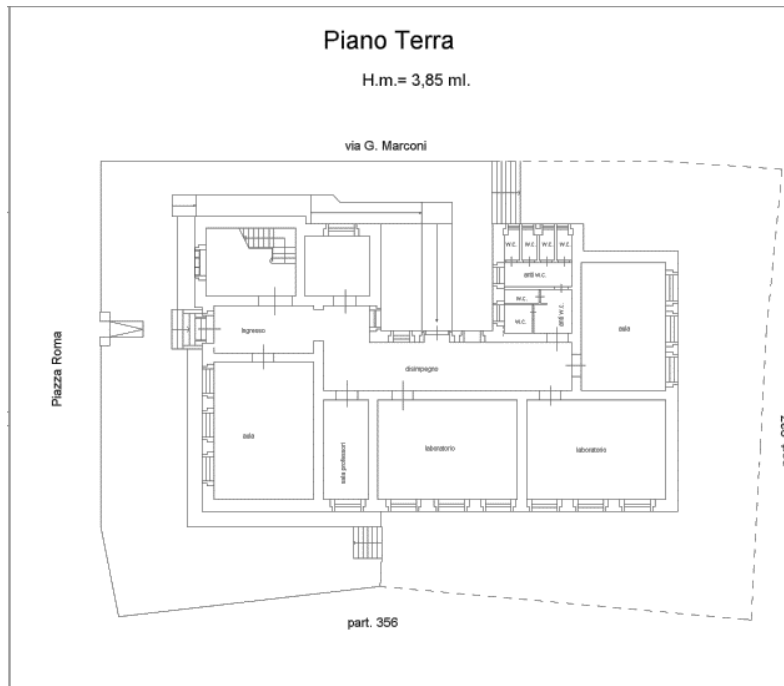 Piano Terra
H.m.= 3,85 ml.
via G. Marconi
w.c.
w.c.
w.c.
w.c.
anti w.c.
w.c.
w.c.
anti w.c.
Ingresso
aula
Piazza Roma
disimpegno
aula
sala professori
laboratorio
laboratorio
part. 356